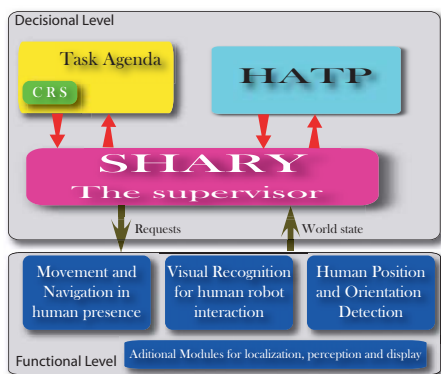 Decisional Level
Task Agenda
C R S
HATP
SHARY
The supervisor
Requests
World state
Movement and
Navigation in
human presence
Visual Recognition
for human robot
interaction
Human Position
and Orientation
Detection
Functional Level
Aditional Modules for localization, perception and display